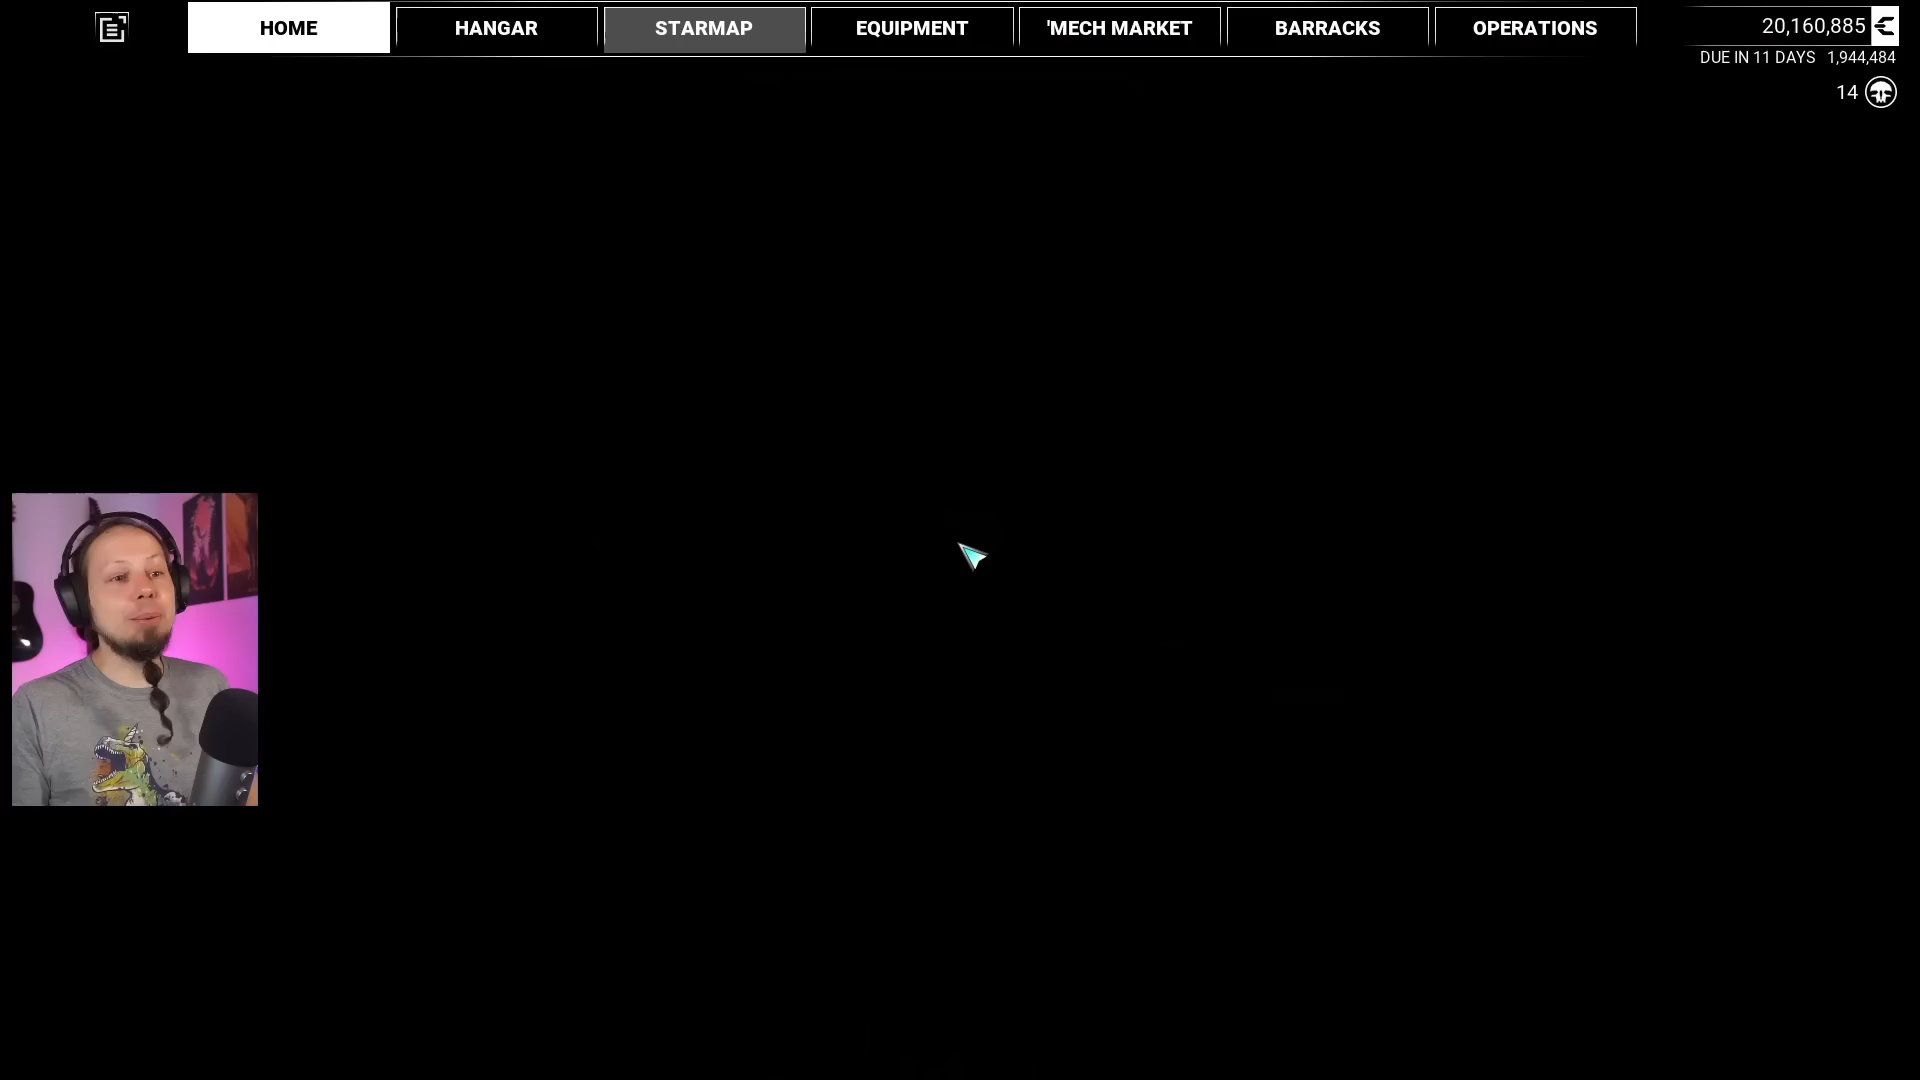 HOME
HANGAR
STARMAP
EQUIPMENT
'MECH MARKET
BARRACKS
OPERATIONS
20,160,885
DUE IN 11 DAYS 1,944,484
14